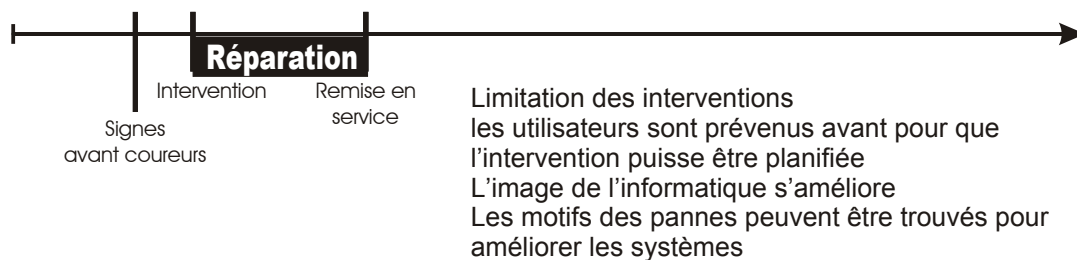 Réparation
Intervention
Remise en
service
Signes
avant coureurs
Limitation des interventions
les utilisateurs sont prévenus avant pour que
l'intervention puisse être planifiée
L'image de l'informatique s'améliore
Les motifs des pannes peuvent être trouvés pour
améliorer les systèmes